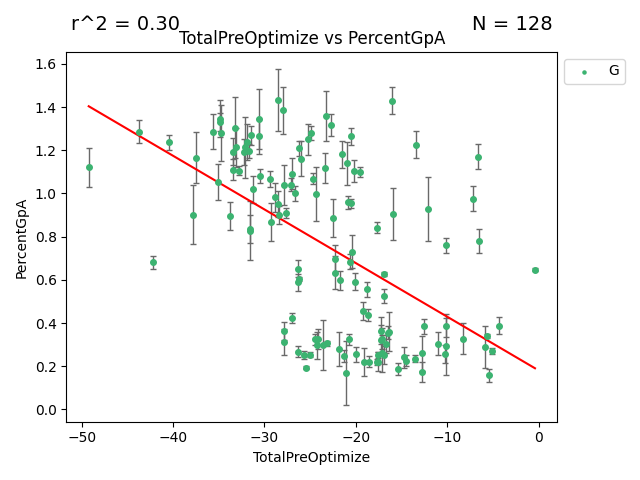 r^2 = 0.30
N = 128
TotalPreOptimize vs PercentGpA
G
PercentGpA
1.6
1.4
1.2
1.0
0.8
0.6
0.4
0.2
0.0
−50 −40 −30 −20 −10 0
TotalPreOptimize